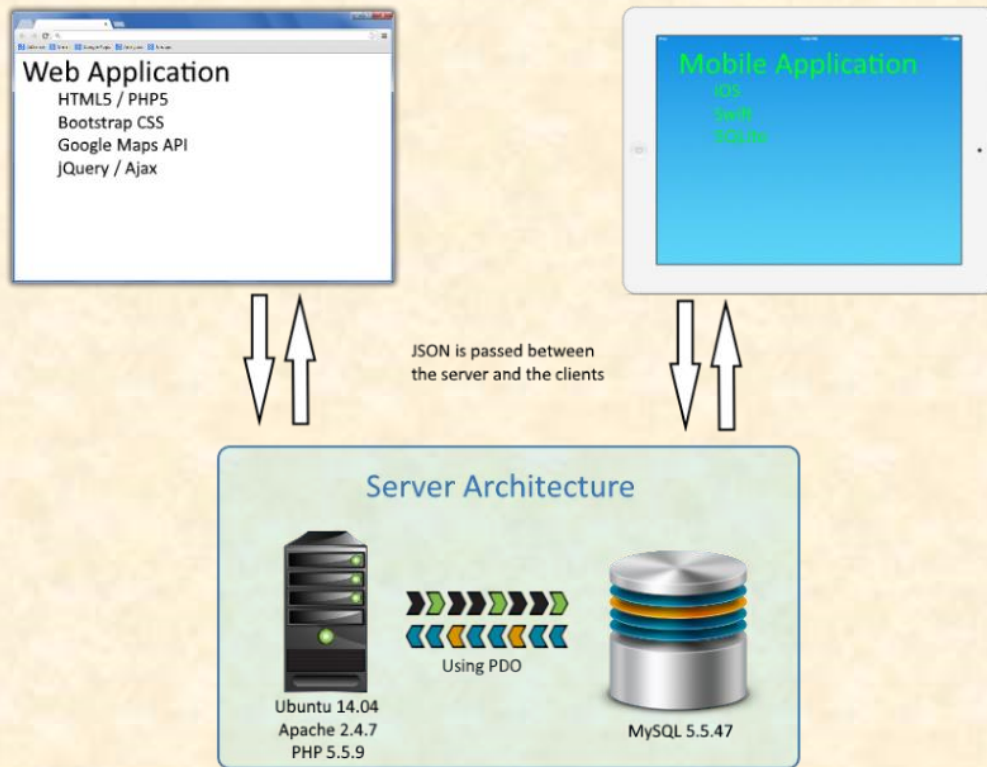 Web Application
HTML5 / PHP5
Bootstrap CSS
Google Maps API
jQuery / Ajax
Mobile Application
iOS
Swift
SQLite
JSON is passed between
the server and the clients
Server Architecture
Using PDO
Ubuntu 14.04
Apache 2.4.7
PHP 5.5.9
MySQL 5.5.47